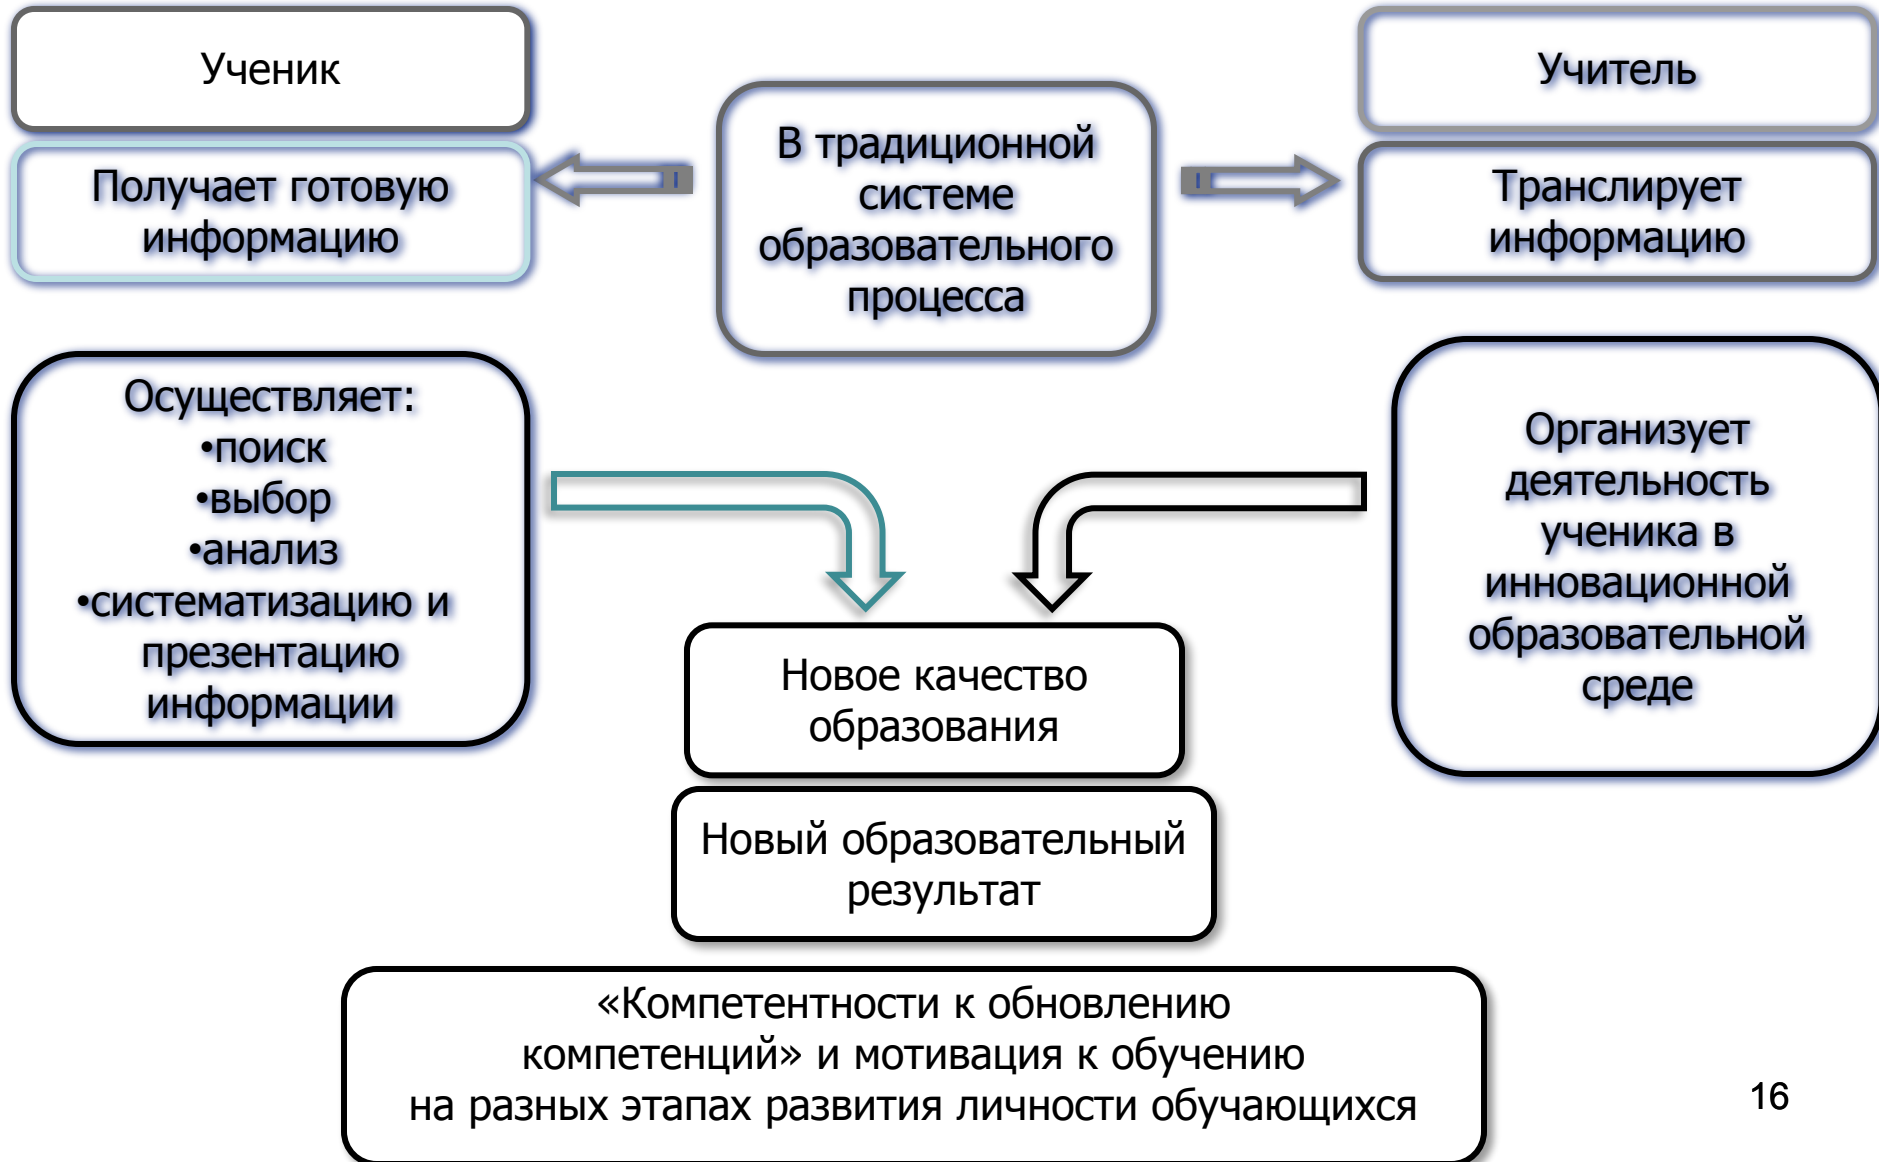 Ученик
Учитель
Получает готовую
информацию
В традиционной
системе
образовательного
процесса
Транслирует
информацию
Осуществляет:
•поиск
•выбор
•анализ
•систематизацию и
презентацию
информации
Организует
деятельность
ученика в
инновационной
образовательной
среде
Новое качество
образования
Новый образовательный
результат
«Компетентности к обновлению
компетенций» и мотивация к обучению
на разных этапах развития личности обучающихся
16